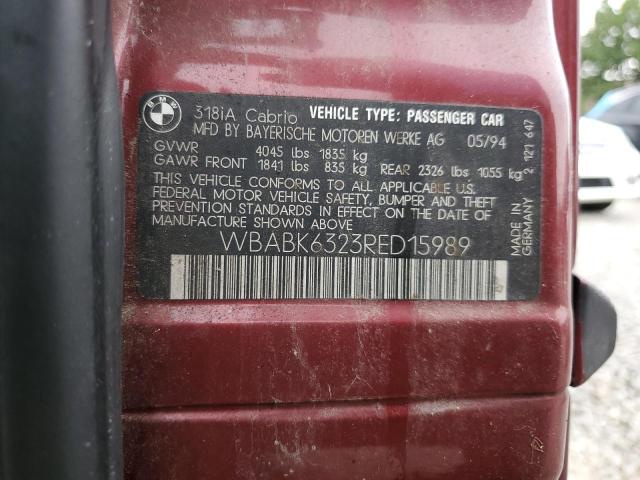 BMW
318iA Cabrio VEHICLE TYPE: PASSENGER CAR
MFD BY BAYERISCHE MOTOREN WERKE AG 05/94
GVWR 4045 lbs 1835 kg
GAWR FRONT 1841 lbs 835 kg REAR 2326 lbs 1055 kg
THIS VEHICLE CONFORMS TO ALL APPLICABLE U.S.
FEDERAL MOTOR VEHICLE SAFETY, BUMPER AND THEFT
PREVENTION STANDARDS IN EFFECT ON THE DATE OF
MANUFACTURE SHOWN ABOVE
WBABK6323RED15989
MADE IN
GERMANY
2 121 647